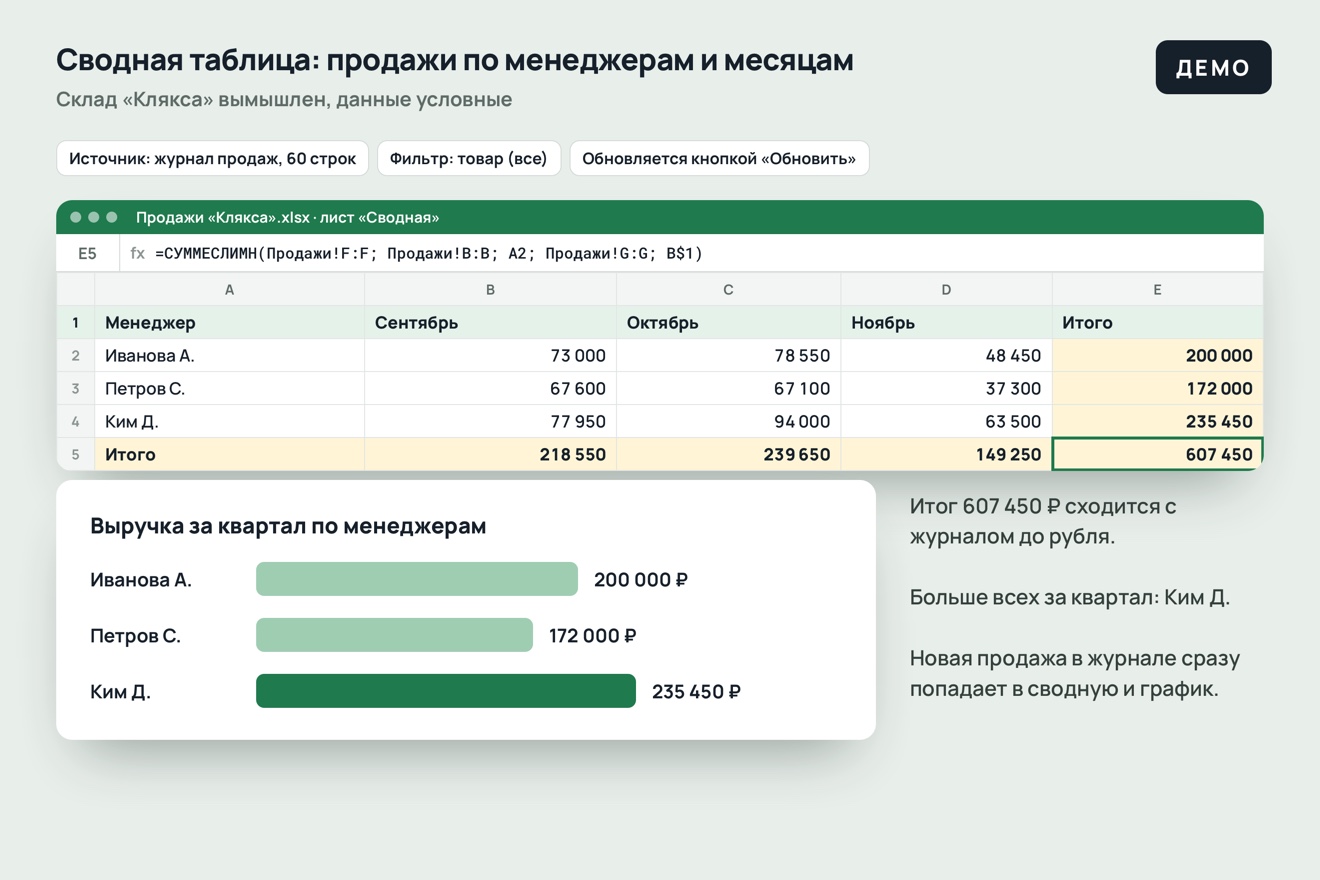 Сводная таблица: продажи по менеджерам и месяцам
ДЕМО
Склад «Клякса» вымышлен, данные условные
Источник: журнал продаж, 60 строк
Фильтр: товар (все)
Обновляется кнопкой «Обновить»
Продажи «Клякса».xlsx · лист «Сводная»
E5 fx =СУММЕСЛИМН(Продажи!F:F; Продажи!B:B; A2; Продажи!G:G; B$1)
A B C D E
1 Менеджер Сентябрь Октябрь Ноябрь Итого
2 Иванова А. 73 000 78 550 48 450 200 000
3 Петров С. 67 600 67 100 37 300 172 000
4 Ким Д. 77 950 94 000 63 500 235 450
5 Итого 218 550 239 650 149 250 607 450
Выручка за квартал по менеджерам
Иванова А. 200 000 ₽
Петров С. 172 000 ₽
Ким Д. 235 450 ₽
Итог 607 450 ₽ сходится с
журналом до рубля.
Больше всех за квартал: Ким Д.
Новая продажа в журнале сразу
попадает в сводную и график.